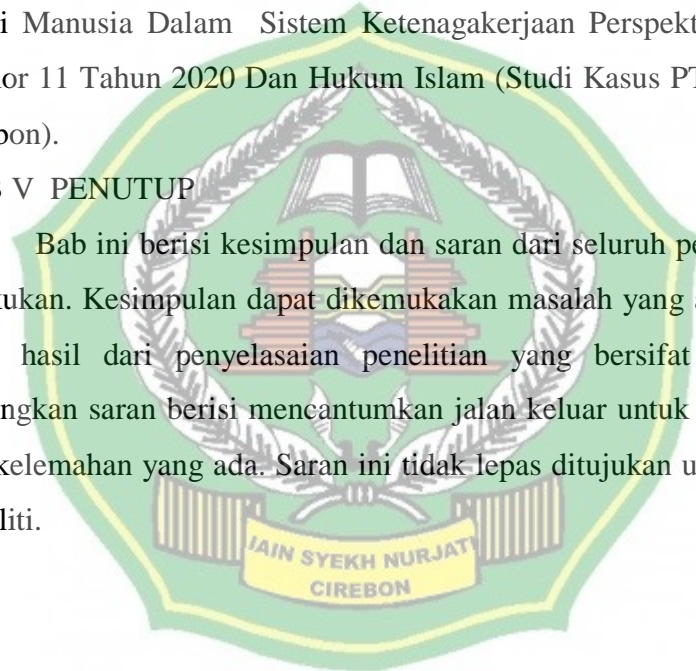 i Manusia Dalam Sistem Ketenagakerjaan Perspekt
or 11 Tahun 2020 Dan Hukum Islam (Studi Kasus PT
bon).
V PENUTUP
Bab ini berisi kesimpulan dan saran dari seluruh pe
ukan. Kesimpulan dapat dikemukakan masalah yang a
hasil dari penyelasaian penelitian yang bersifat
ngkan saran berisi mencantumkan jalan keluar untuk
kelemahan yang ada. Saran ini tidak lepas ditujukan u
liti.
IAIN SYEKH NURJATI
CIREBON